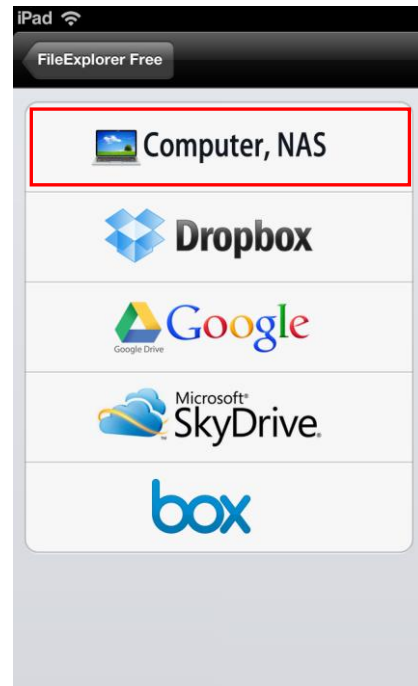 iPad
FileExplorer Free
Computer, NAS
Dropbox
Google
Google Drive
Microsoft®
SkyDrive.
box